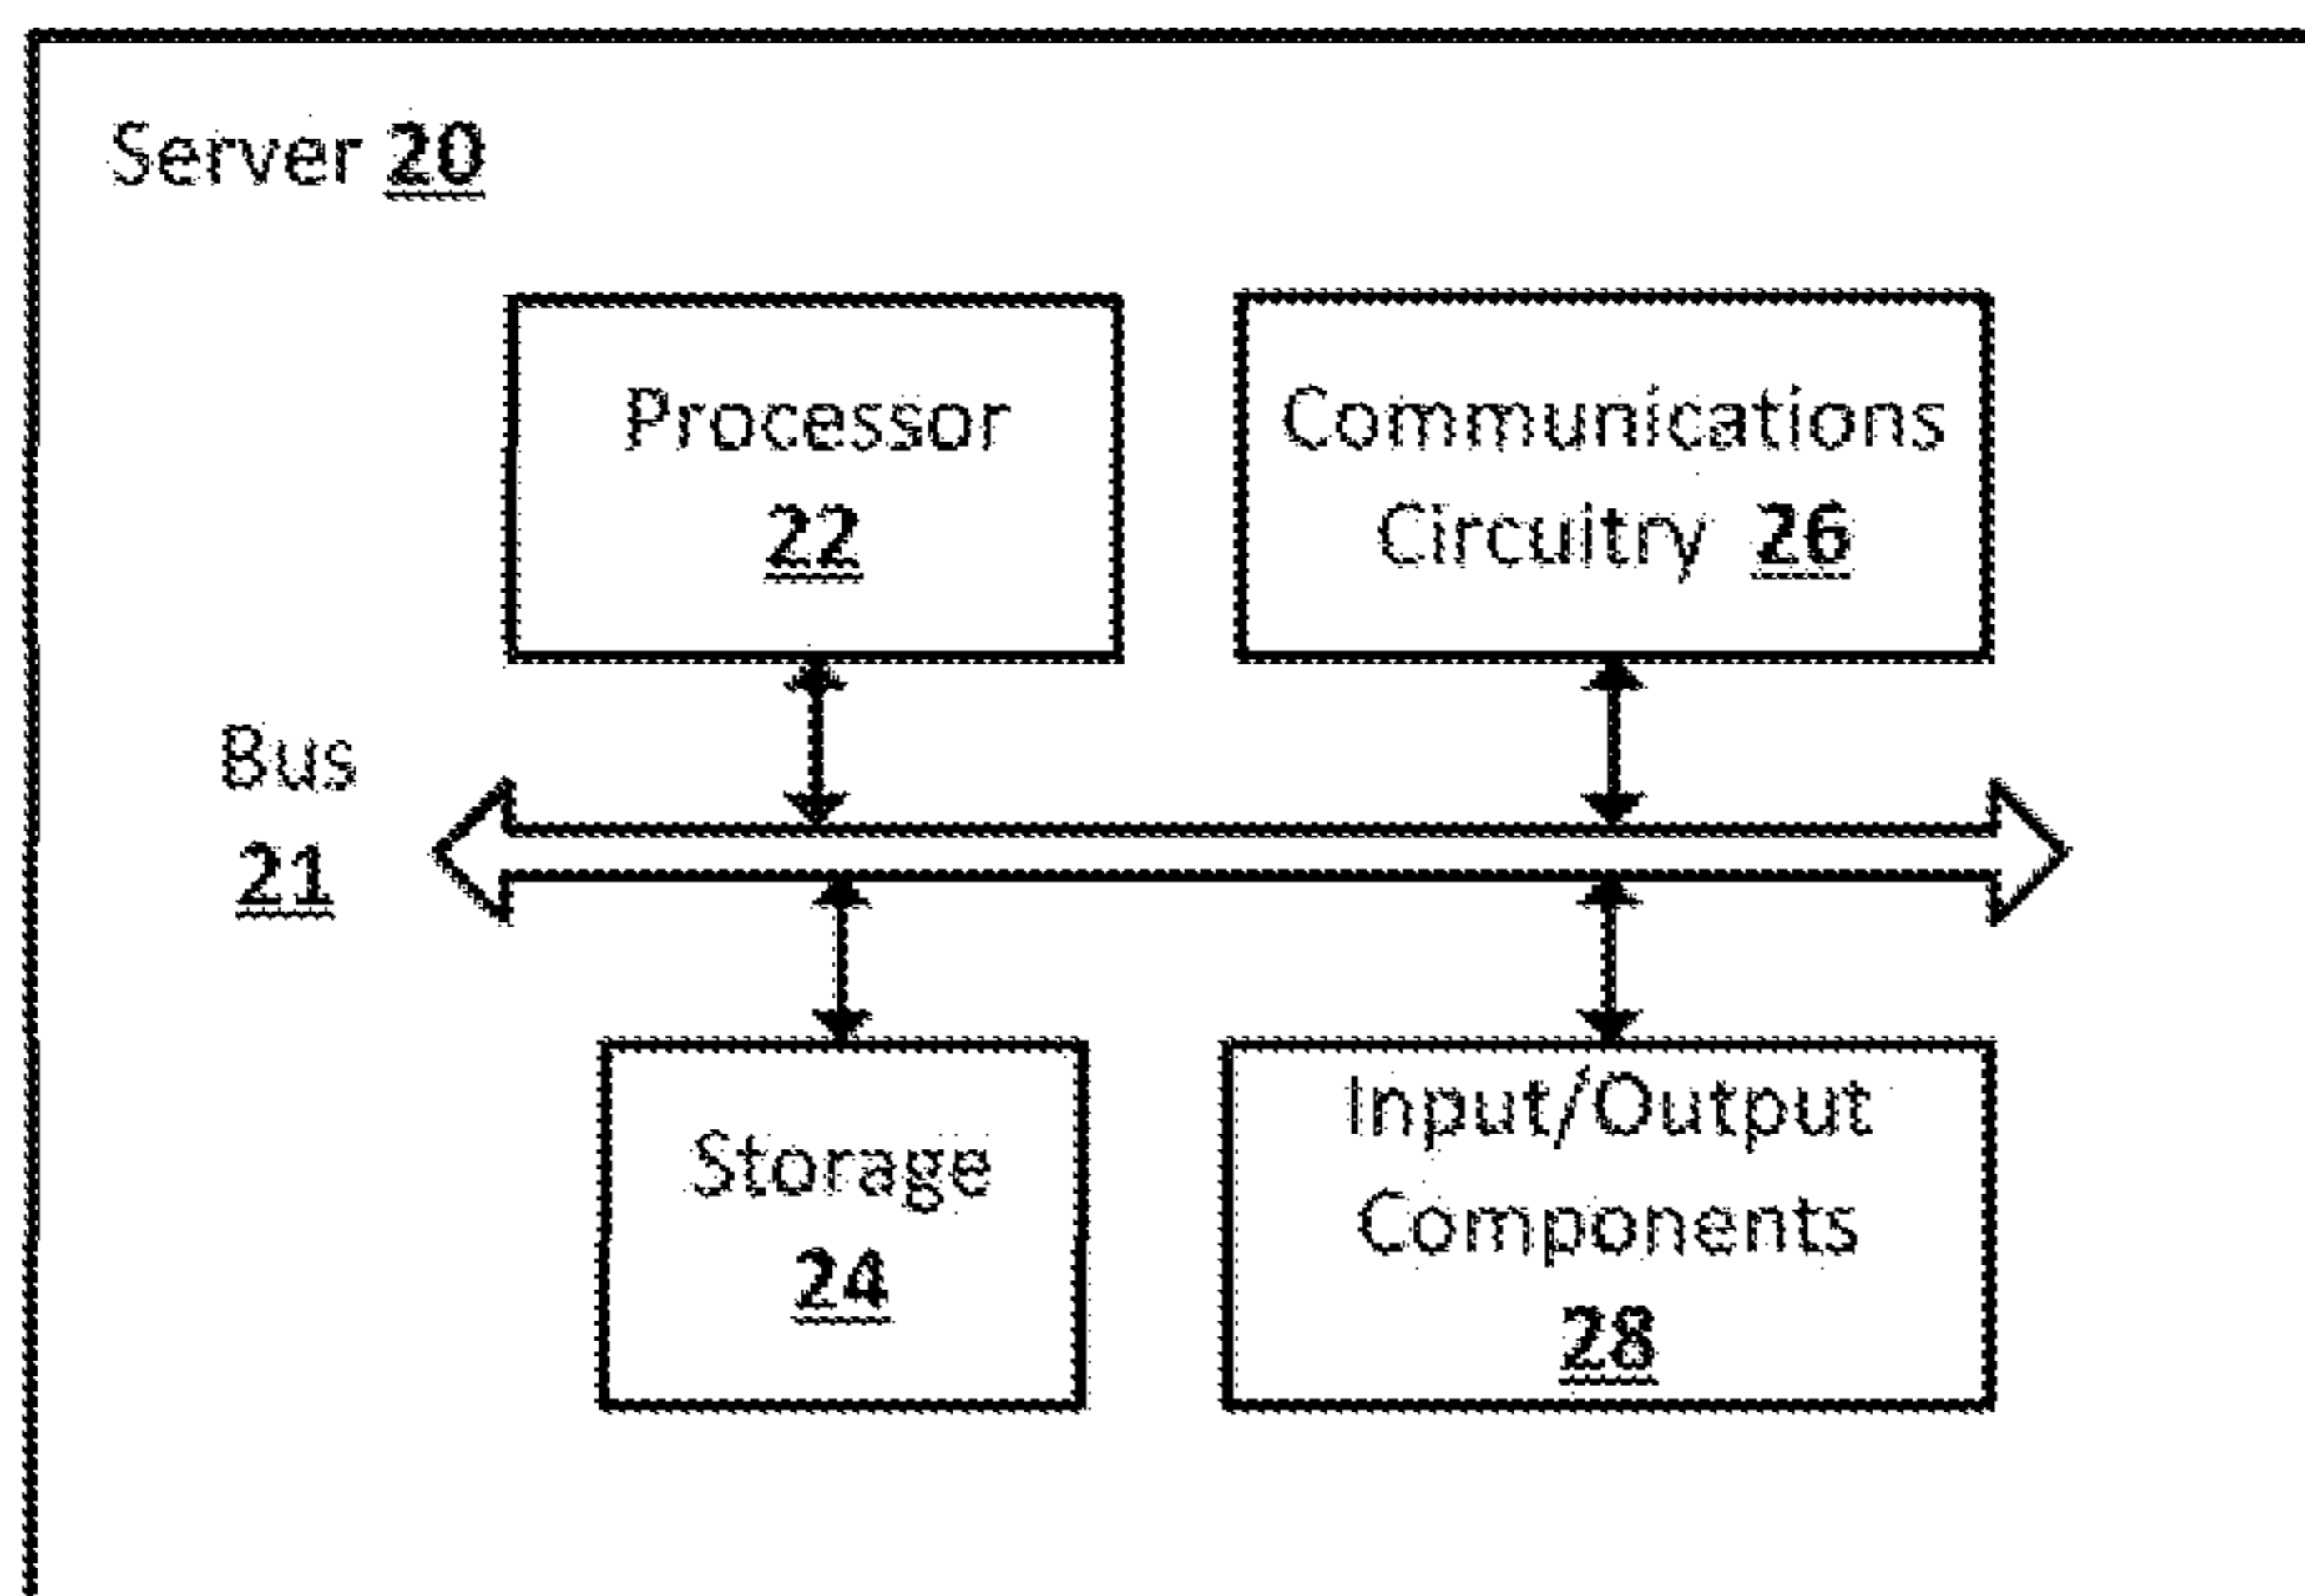 Server 20
Processor
22
Communications
Circuitry 26
Bus
21
Storage
24
Input/Output
Components
28